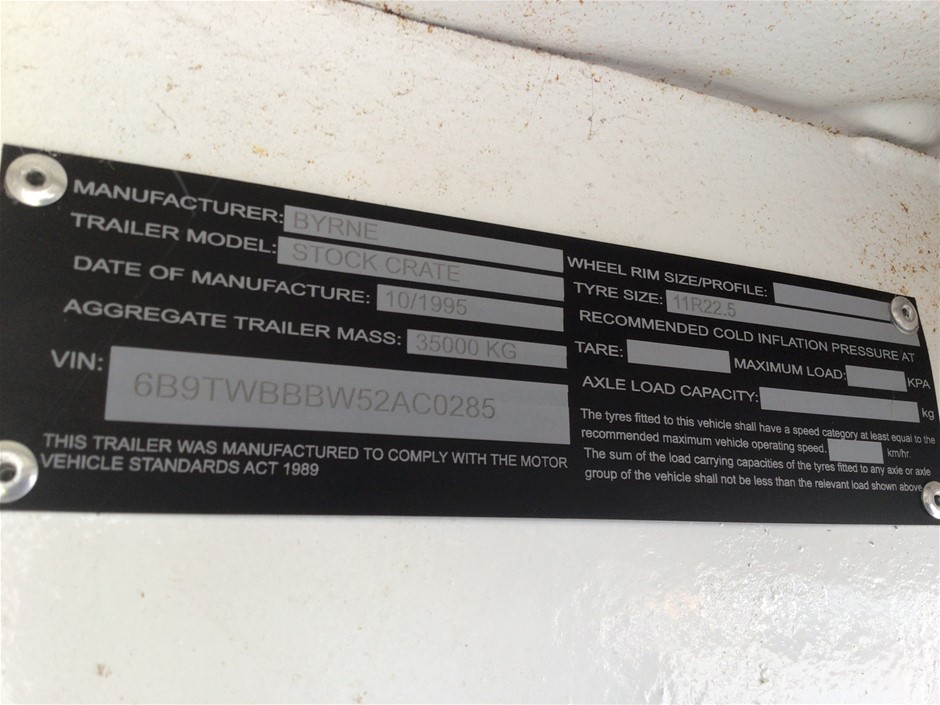 MANUFACTURER: BYRNE
TRAILER MODEL: STOCK CRATE
DATE OF MANUFACTURE: 10/1995
AGGREGATE TRAILER MASS: 35000 KG
VIN: 6B9TWBBBW52AC0285
THIS TRAILER WAS MANUFACTURED TO COMPLY WITH THE MOTOR
VEHICLE STANDARDS ACT 1989
WHEEL RIM SIZE/PROFILE:
TYRE SIZE: 11R22.5
RECOMMENDED COLD INFLATION PRESSURE AT
TARE: MAXIMUM LOAD: KPA
AXLE LOAD CAPACITY: kg
The tyres fitted to this vehicle shall have a speed category at least equal to the
recommended maximum vehicle operating speed. km/hr.
The sum of the load carrying capacities of the tyres fitted to any axle or axle
group of the vehicle shall not be less than the relevant load shown above